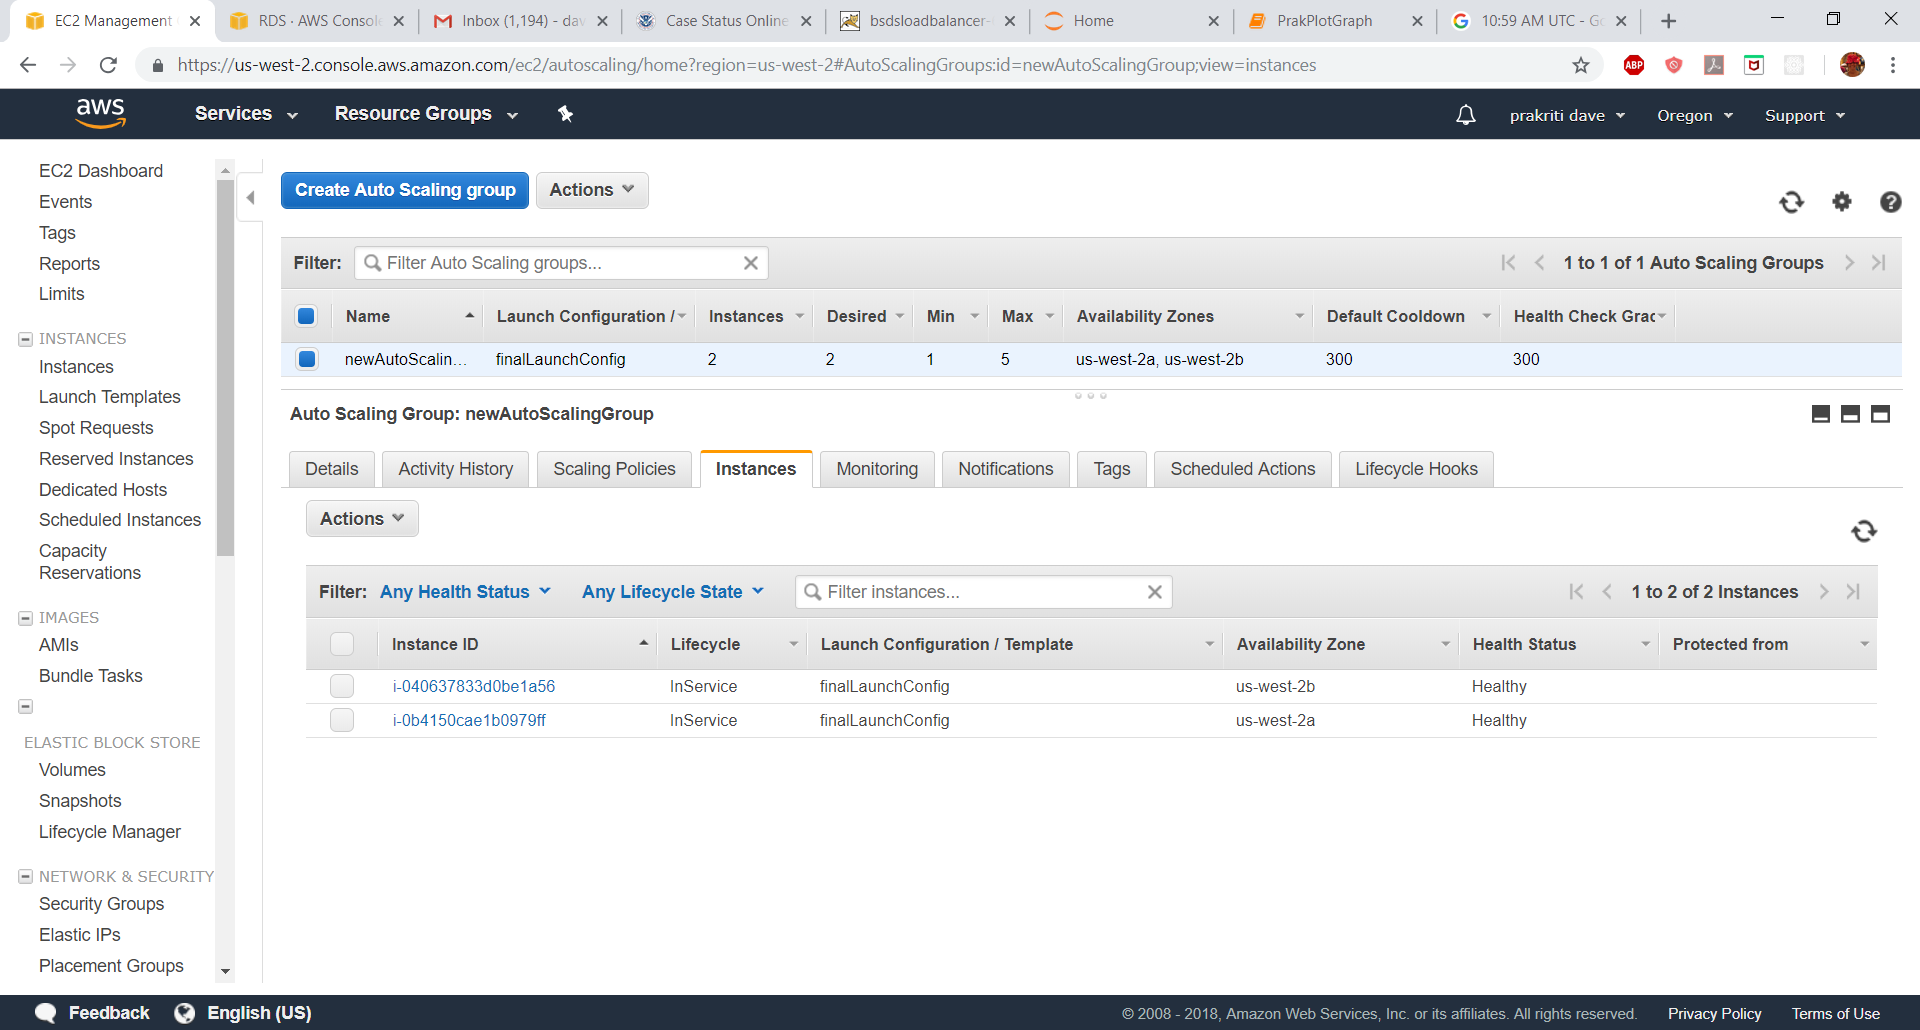 EC2 Management
RDS · AWS Console
Inbox (1,194) - dav
Case Status Online
bsdsloadbalancer-
Home
PrakPlotGraph
10:59 AM UTC - Go
https://us-west-2.console.aws.amazon.com/ec2/autoscaling/home?region=us-west-2#AutoScalingGroups:id=newAutoScalingGroup;view=instances
ABP
aws
Services
Resource Groups
prakriti dave
Oregon
Support
EC2 Dashboard
Events
Tags
Reports
Limits
INSTANCES
Instances
Launch Templates
Spot Requests
Reserved Instances
Dedicated Hosts
Scheduled Instances
Capacity
Reservations
IMAGES
AMIs
Bundle Tasks
ELASTIC BLOCK STORE
Volumes
Snapshots
Lifecycle Manager
NETWORK & SECURITY
Security Groups
Elastic IPs
Placement Groups
Create Auto Scaling group
Actions
Filter: Filter Auto Scaling groups...
1 to 1 of 1 Auto Scaling Groups
Name Launch Configuration / Instances Desired Min Max Availability Zones Default Cooldown Health Check Grac
newAutoScalin... finalLaunchConfig 2 2 1 5 us-west-2a, us-west-2b 300 300
Auto Scaling Group: newAutoScalingGroup
Details Activity History Scaling Policies Instances Monitoring Notifications Tags Scheduled Actions Lifecycle Hooks
Actions
Filter: Any Health Status Any Lifecycle State Filter instances... 1 to 2 of 2 Instances
Instance ID Lifecycle Launch Configuration / Template Availability Zone Health Status Protected from
i-040637833d0be1a56 InService finalLaunchConfig us-west-2b Healthy
i-0b4150cae1b0979ff InService finalLaunchConfig us-west-2a Healthy
Feedback
English (US)
© 2008 - 2018, Amazon Web Services, Inc. or its affiliates. All rights reserved.
Privacy Policy
Terms of Use